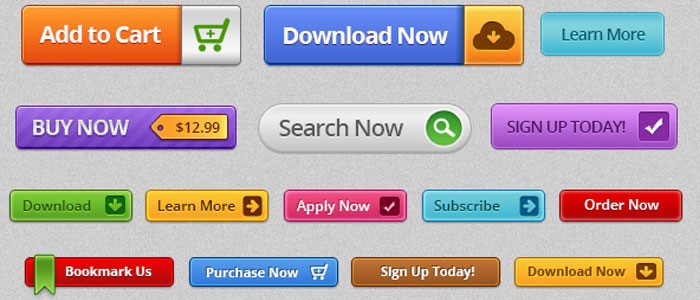 Add to Cart
Download Now
Learn More
BUY NOW
$12.99
Search Now
SIGN UP TODAY!
Download
Learn More
Apply Now
Subscribe
Order Now
Bookmark Us
Purchase Now
SIgn Up Today!
Download Now